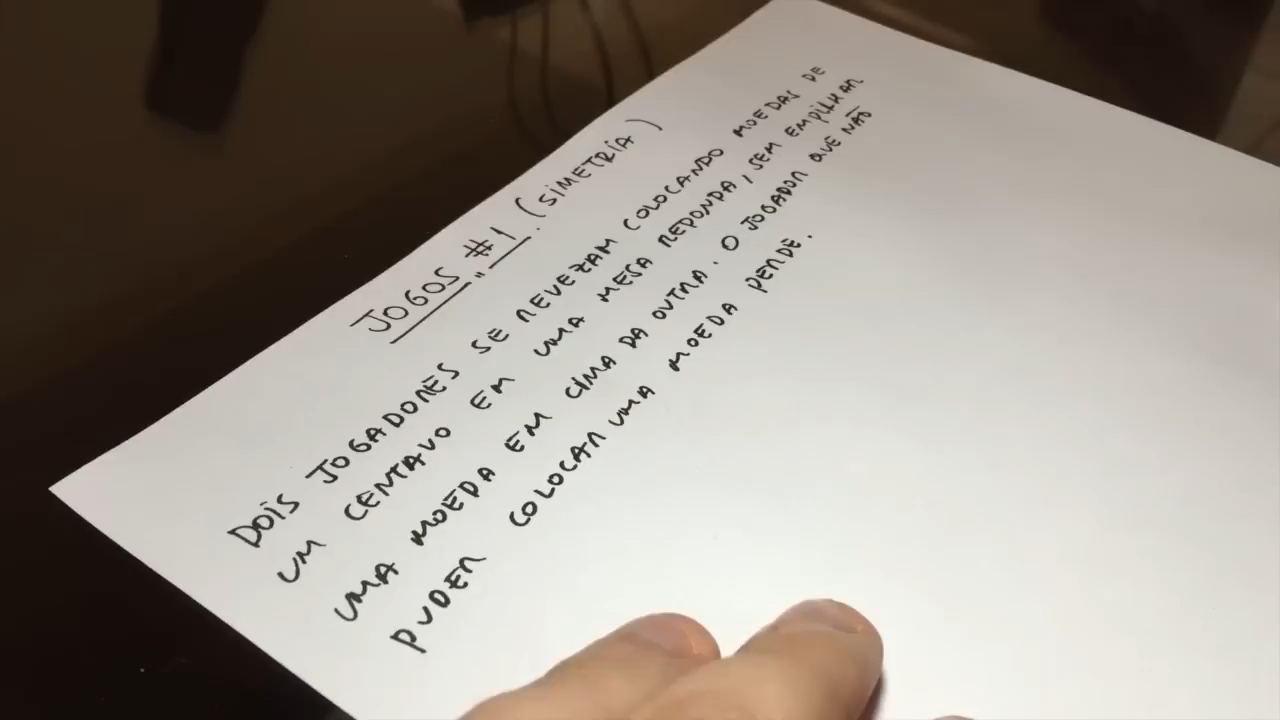 JOGOS #1. (SIMETRIA)
DOIS JOGADORES SE REVEZAM COLOCANDO MOEDAS DE
UM CENTAVO EM UMA MESA REDONDA, SEM EMPILHAR
UMA MOEDA EM CIMA DA OUTRA. O JOGADOR QUE NÃO
PUDER COLOCAR UMA MOEDA PERDE.